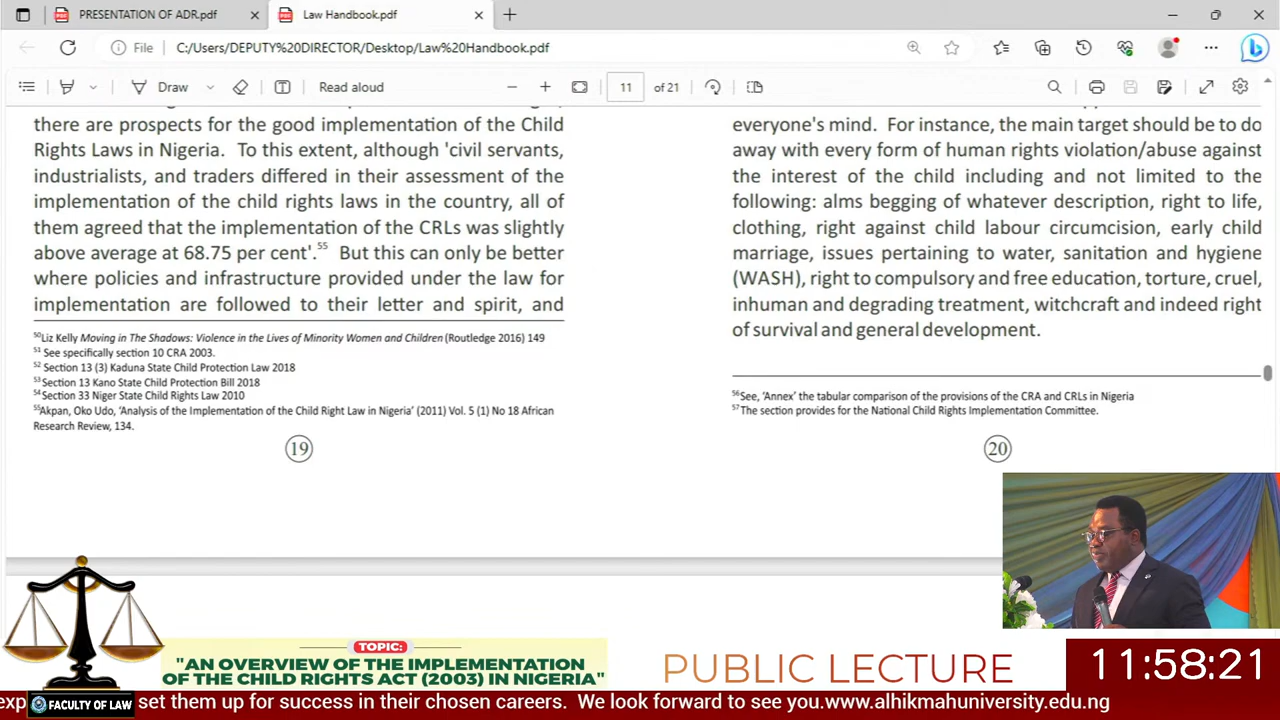 PRESENTATION OF ADR.pdf
Law Handbook.pdf
File
C:/Users/DEPUTY%20DIRECTOR/Desktop/Law%20Handbook.pdf
Draw
Read aloud
11 of 21
there are prospects for the good implementation of the Child
Rights Laws in Nigeria. To this extent, although 'civil servants,
industrialists, and traders differed in their assessment of the
implementation of the child rights laws in the country, all of
them agreed that the implementation of the CRLs was slightly
above average at 68.75 per cent'.55 But this can only be better
where policies and infrastructure provided under the law for
implementation are followed to their letter and spirit, and
50Liz Kelly Moving in The Shadows: Violence in the Lives of Minority Women and Children (Routledge 2016) 149
51 See specifically section 10 CRA 2003.
52 Section 13 (3) Kaduna State Child Protection Law 2018
53 Section 13 Kano State Child Protection Bill 2018
54 Section 33 Niger State Child Rights Law 2010
55Akpan, Oko Udo, 'Analysis of the Implementation of the Child Right Law in Nigeria' (2011) Vol. 5 (1) No 18 African
Research Review, 134.
19
everyone's mind. For instance, the main target should be to do
away with every form of human rights violation/abuse against
the interest of the child including and not limited to the
following: alms begging of whatever description, right to life,
clothing, right against child labour circumcision, early child
marriage, issues pertaining to water, sanitation and hygiene
(WASH), right to compulsory and free education, torture, cruel,
inhuman and degrading treatment, witchcraft and indeed right
of survival and general development.
56See, 'Annex' the tabular comparison of the provisions of the CRA and CRLs in Nigeria
57The section provides for the National Child Rights Implementation Committee.
20
TOPIC:
"AN OVERVIEW OF THE IMPLEMENTATION
OF THE CHILD RIGHTS ACT (2003) IN NIGERIA"
PUBLIC LECTURE
11:58:21
exp
FACULTY OF LAW
set them up for success in their chosen careers. We look forward to see you.www.alhikmahuniversity.edu.ng